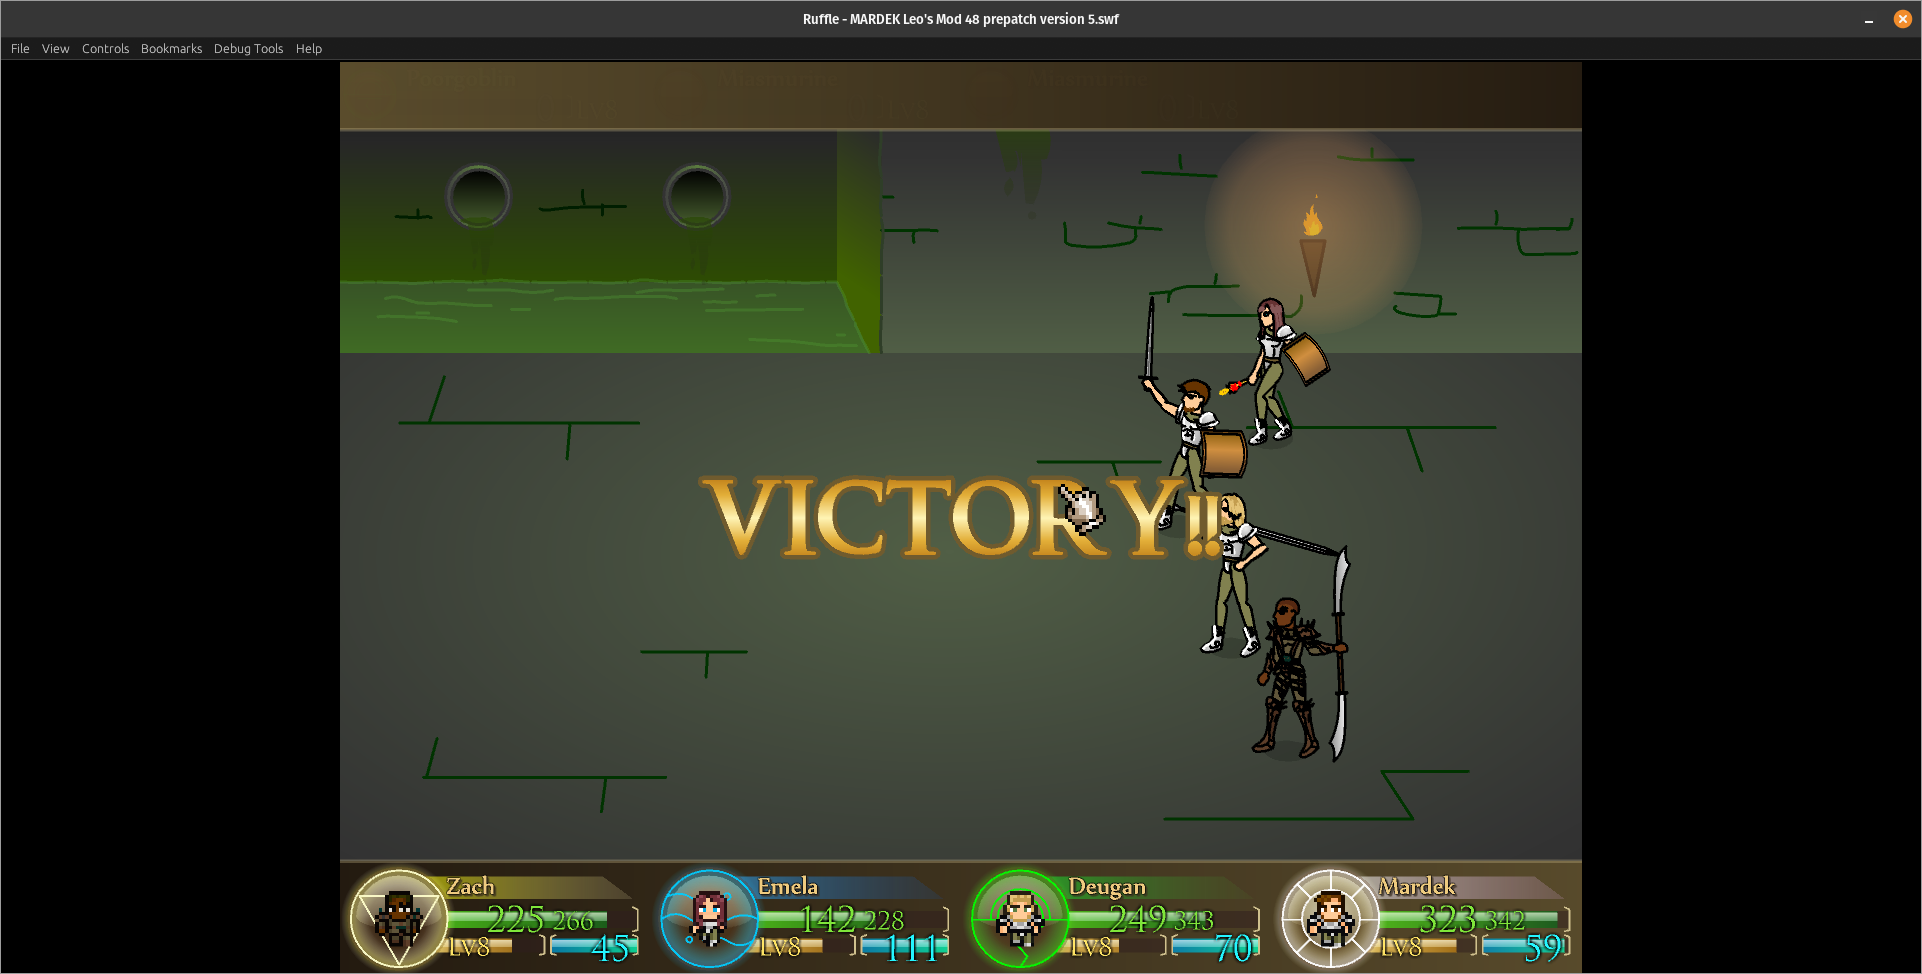 Ruffle - MARDEK Leo's Mod 48 prepatch version 5.swf
File View Controls Bookmarks Debug Tools Help
VICTORY!!
Zach Emela Deugan Mardek
225 266 142 228 249 343 323 342
Lv8 45 Lv8 111 Lv8 70 Lv8 59